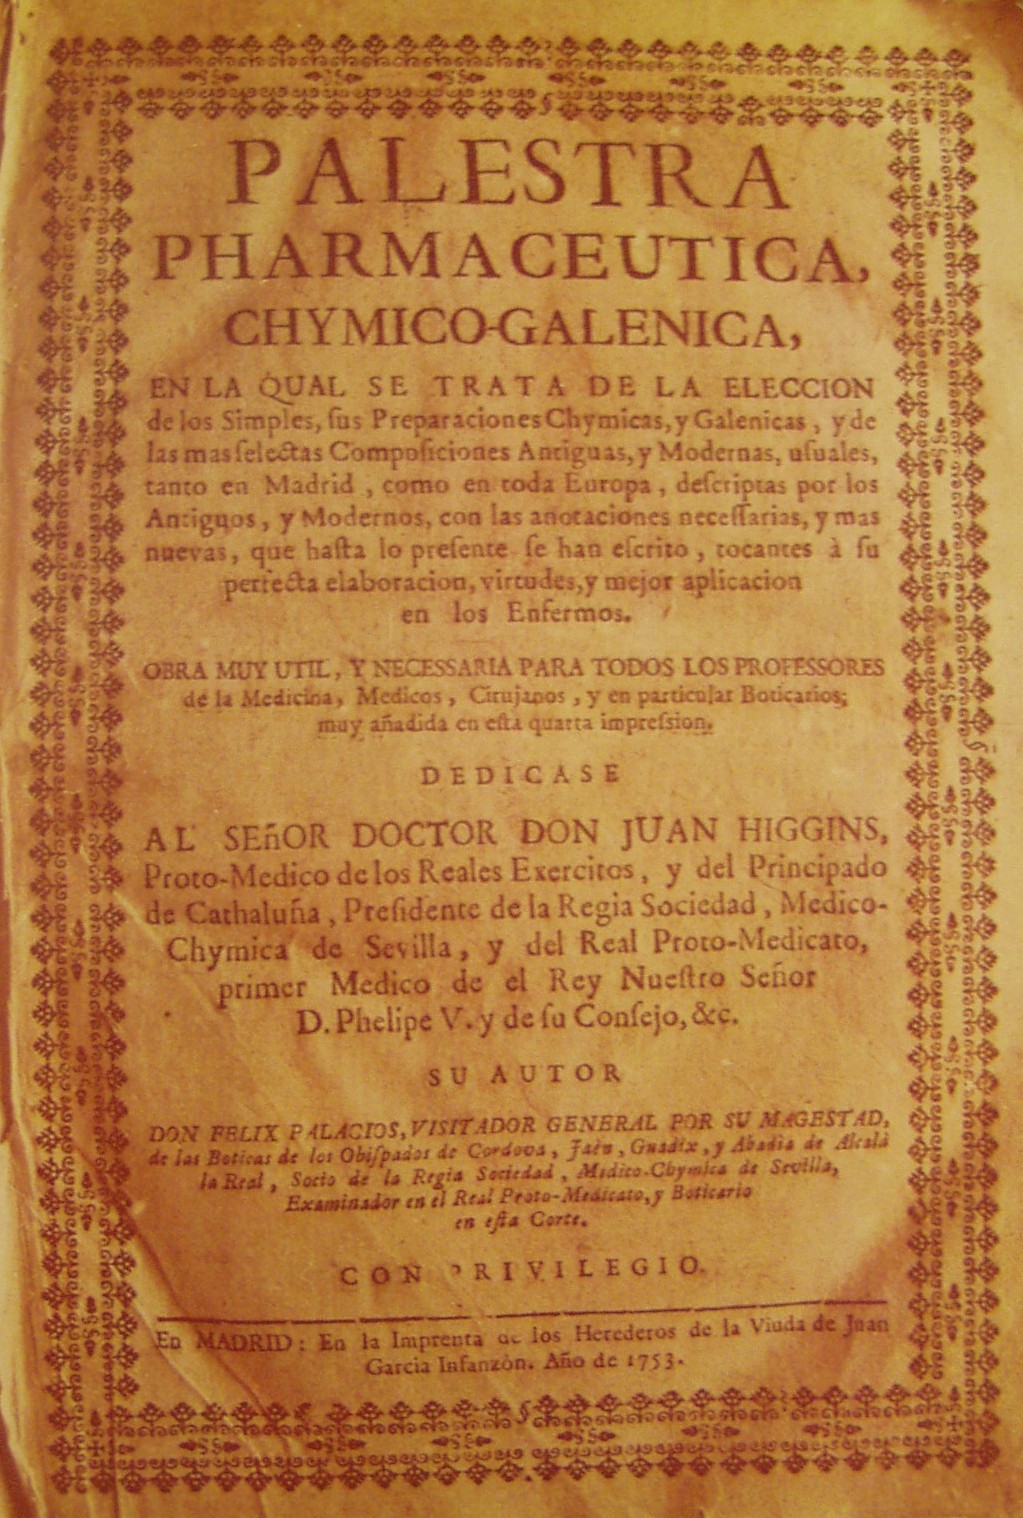 PALESTRA
PHARMACEUTICA,
CHYMICO-GALENICA,
EN LA QUAL SE TRATA DE LA ELECCION
de los Simples, ſus Preparaciones Chymicas, y Galenicas, y de
las mas ſelectas Compoſiciones Antiguas, y Modernas, uſuales,
tanto en Madrid, como en toda Europa, deſcriptas por los
Antiguos, y Modernos, con las anotaciones neceſſarias, y mas
nuevas, que haſta lo preſente ſe han eſcrito, tocantes à ſu
perfecta elaboracion, virtudes, y mejor aplicacion
en los Enfermos.
OBRA MUY UTIL, Y NECESSARIA PARA TODOS LOS PROFESSORES
de la Medicina, Medicos, Cirujanos, y en particular Boticarios;
muy añadida en eſta quarta impreſsion.
DEDICASE
AL SEñOR DOCTOR DON JUAN HIGGINS,
Proto-Medico de los Reales Exercitos, y del Principado
de Cathaluña, Preſidente de la Regia Sociedad, Medico-
Chymica de Sevilla, y del Real Proto-Medicato,
primer Medico de el Rey Nueſtro Señor
D. Phelipe V. y de ſu Conſejo, &c.
SU AUTOR
DON FELIX PALACIOS, VISITADOR GENERAL POR SU MAGESTAD,
de las Boticas de los Obiſpados de Cordova, Jaèn, Guadix, y Abadia de Alcalà
la Real, Socio de la Regia Sociedad, Medico-Chymica de Sevilla,
Examinador en el Real Proto-Medicato, y Boticario
en eſta Corte.
CON PRIVILEGIO.
En MADRID: En la Imprenta de los Herederos de la Viuda de Juan
Garcia Infanzòn. Año de 1753.